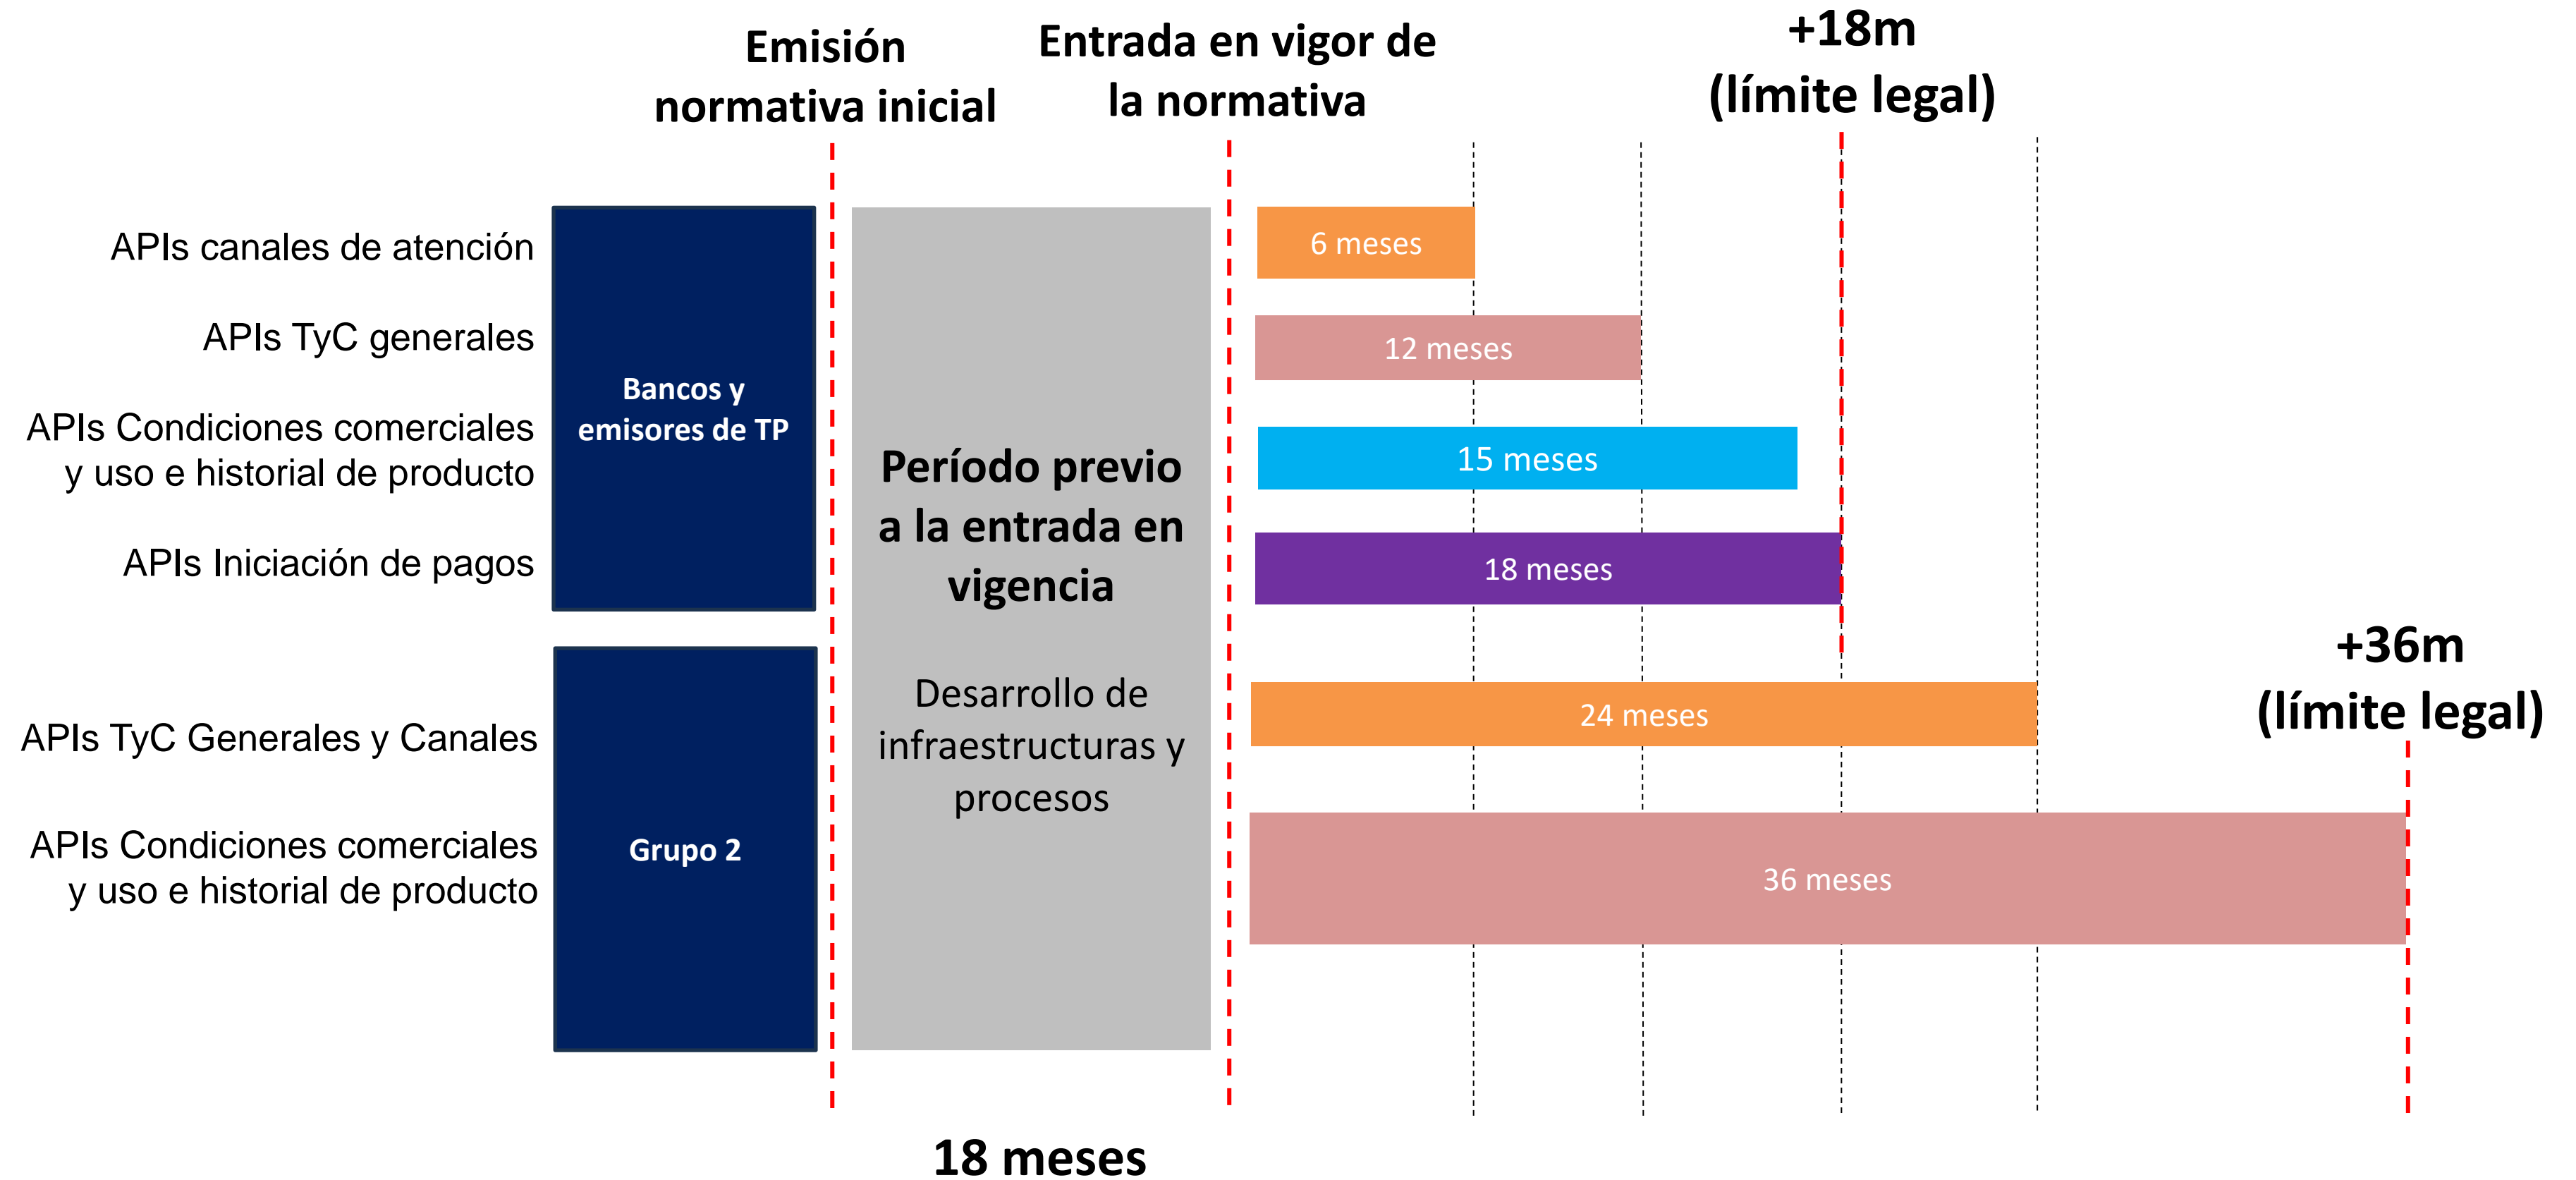 Emisión
normativa inicial
Entrada en vigor de
la normativa
+18m
(límite legal)
APIs canales de atención
APIs TyC generales
APIs Condiciones comerciales
y uso e historial de producto
APIs Iniciación de pagos
Bancos y
emisores de TP
Período previo
a la entrada en
vigencia
Desarrollo de
infraestructuras y
procesos
6 meses
12 meses
15 meses
18 meses
+36m
(límite legal)
APIs TyC Generales y Canales
APIs Condiciones comerciales
y uso e historial de producto
Grupo 2
24 meses
36 meses
18 meses